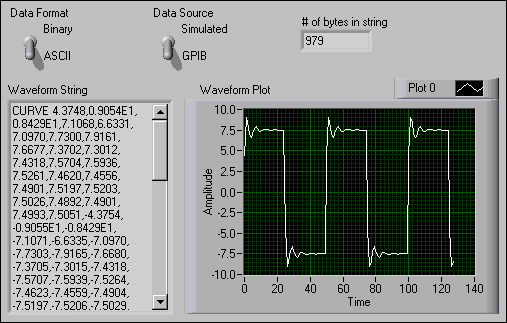 Data Format
Binary
ASCII
Data Source
Simulated
GPIB
# of bytes in string
979
Waveform String
CURVE 4.3748,0.9054E1,
0.8429E1,7.1068,6.6331,
7.0970,7.7300,7.9161,
7.6677,7.3702,7.3012,
7.4318,7.5704,7.5936,
7.5261,7.4620,7.4556,
7.4901,7.5197,7.5203,
7.5026,7.4892,7.4901,
7.4993,7.5051,-4.3754,
-0.9055E1,-0.8429E1,
-7.1071,-6.6335,-7.0970,
-7.7303,-7.9165,-7.6680,
-7.3705,-7.3015,-7.4318,
-7.5707,-7.5939,-7.5264,
-7.4623,-7.4559,-7.4904,
-7.5197,-7.5206,-7.5029,
Waveform Plot
Plot 0
Amplitude
10.0
7.5
5.0
2.5
0.0
-2.5
-5.0
-7.5
-10.0
0 20 40 60 80 100 120 140
Time